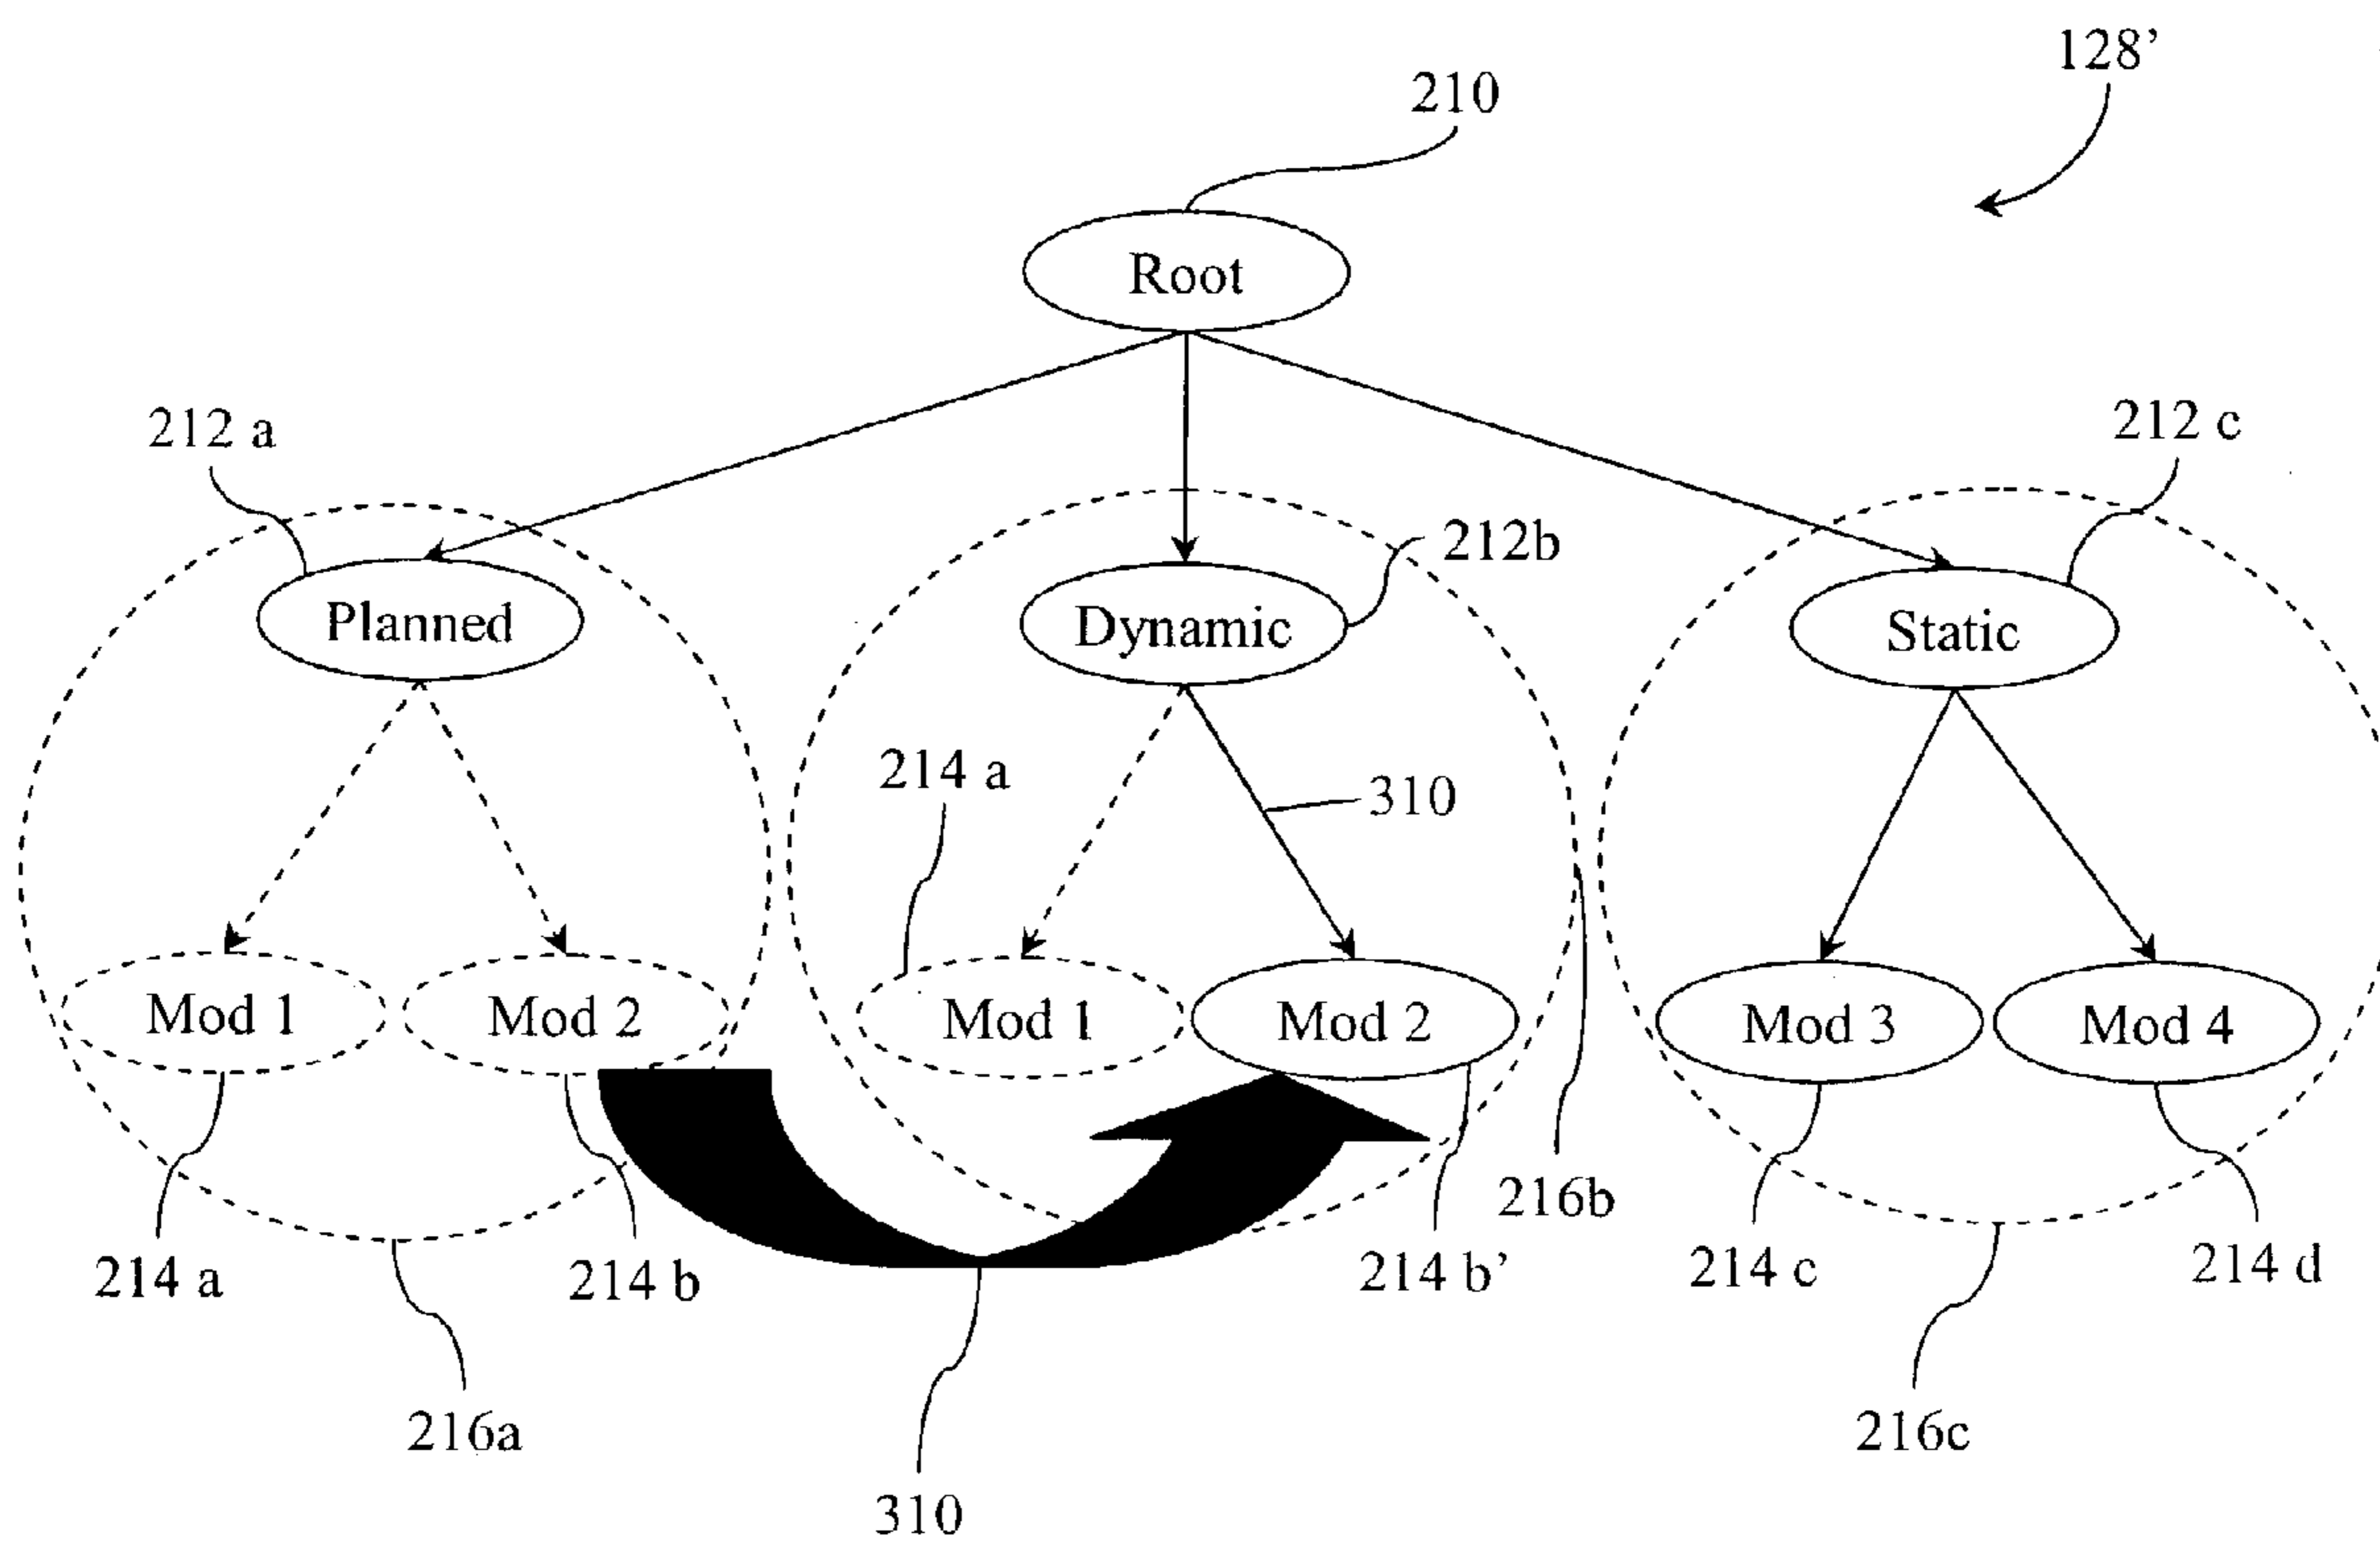 128’
210
Root
212 a
212 c
212b
Planned
Dynamic
Static
214 a
310
Mod 1
Mod 2
Mod 1
Mod 2
Mod 3
Mod 4
216b
214 a
214 b
214 b’
214 c
214 d
216a
216c
310